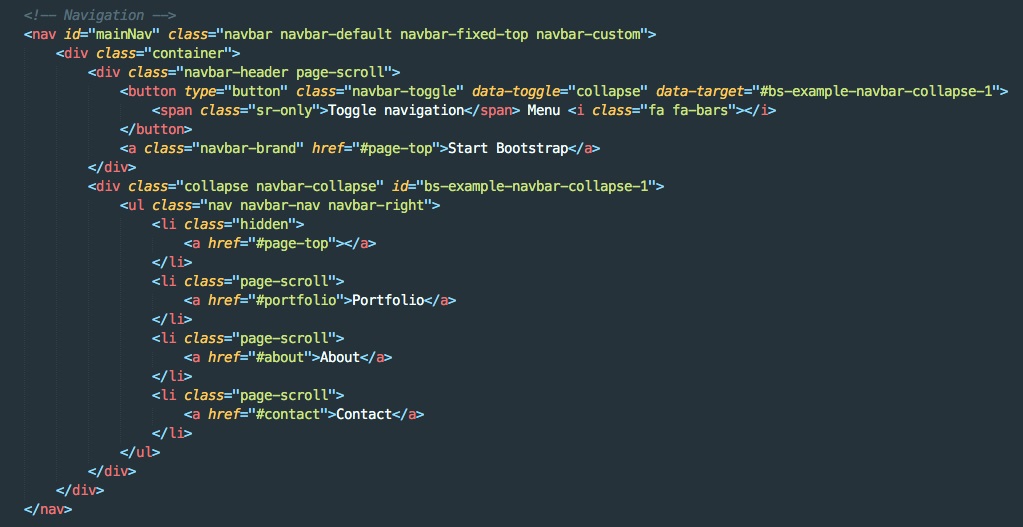 <!-- Navigation -->
<nav id="mainNav" class="navbar navbar-default navbar-fixed-top navbar-custom">
    <div class="container">
        <div class="navbar-header page-scroll">
            <button type="button" class="navbar-toggle" data-toggle="collapse" data-target="#bs-example-navbar-collapse-1">
                <span class="sr-only">Toggle navigation</span> Menu <i class="fa fa-bars"></i>
            </button>
            <a class="navbar-brand" href="#page-top">Start Bootstrap</a>
        </div>
        <div class="collapse navbar-collapse" id="bs-example-navbar-collapse-1">
            <ul class="nav navbar-nav navbar-right">
                <li class="hidden">
                    <a href="#page-top"></a>
                </li>
                <li class="page-scroll">
                    <a href="#portfolio">Portfolio</a>
                </li>
                <li class="page-scroll">
                    <a href="#about">About</a>
                </li>
                <li class="page-scroll">
                    <a href="#contact">Contact</a>
                </li>
            </ul>
        </div>
    </div>
</nav>